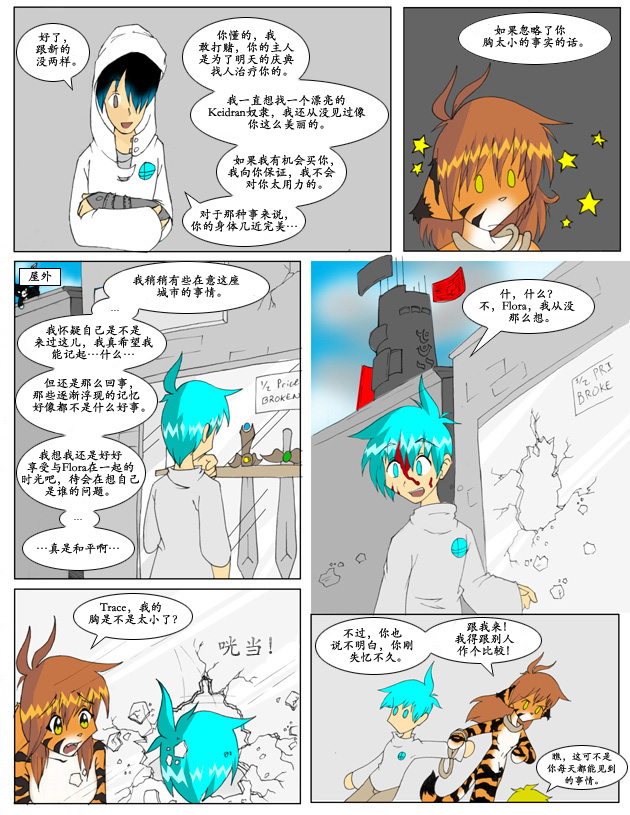 好了，
跟新的
没两样。
你懂的，我
敢打赌，你的主人
是为了明天的庆典
找人治疗你的。
我一直想找一个漂亮的
Keidran奴隶，我还从没见过像
你这么美丽的。
如果我有机会买你，
我向你保证，我不会
对你太用力的。
对于那种事来说，
你的身体几近完美…
如果忽略了你
胸太小的事实的话。
屋外
我稍稍有些在意这座
城市的事情。
…
我怀疑自己是不是
来过这儿，我真希望我
能记起…什么…
但还是那么回事，
那些逐渐浮现的记忆
好像都不是什么好事。
我想我还是好好
享受与Flora在一起的
时光吧，待会在想自己
是谁的问题。
…
…真是和平啊…
1/2 Price
BROKEN
Trace，我的
胸是不是太小了？
咣当！
什，什么？
不，Flora，我从没
那么想。
1/2 PRI
BROKE
不过，你也
说不明白，你刚
失忆不久。
跟我来！
我得跟别人
作个比较！
瞧，这可不是
你每天都能见到
的事情。